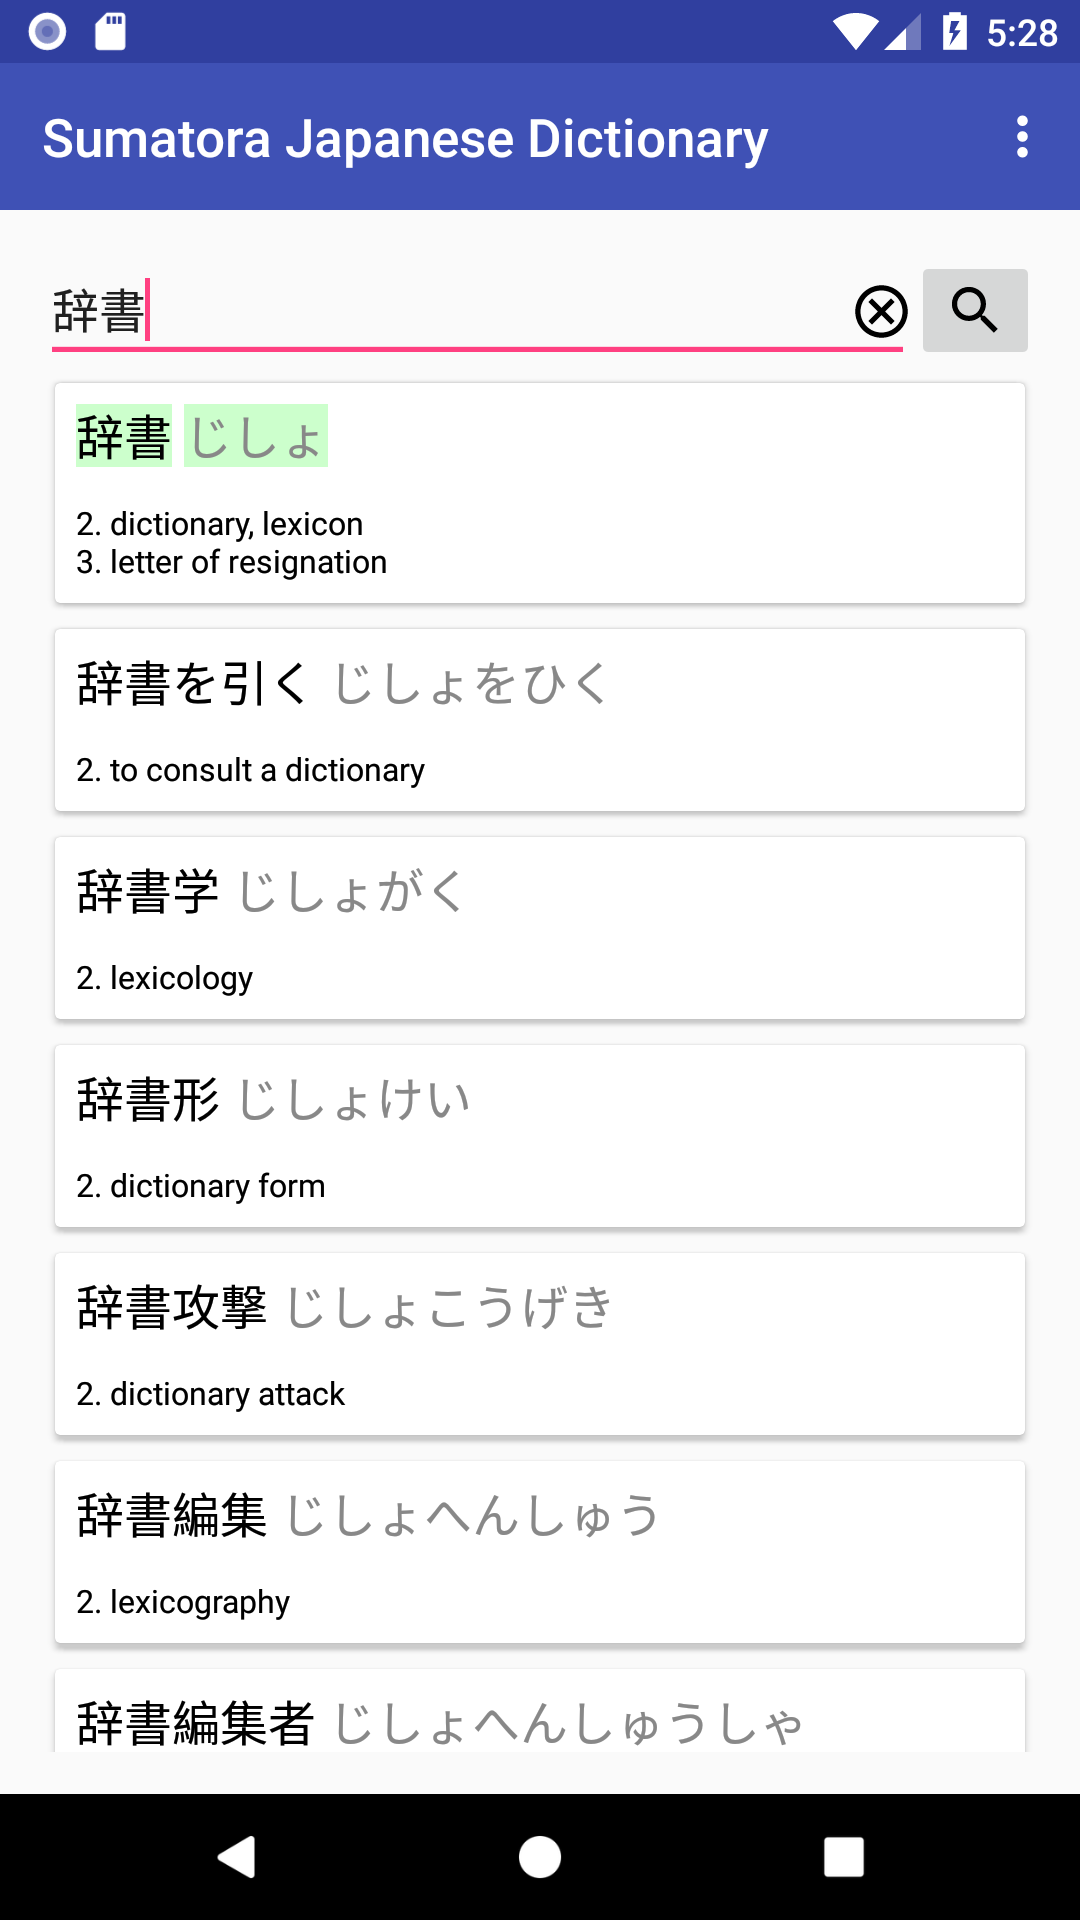 5:28
Sumatora Japanese Dictionary
辞書
辞書 じしょ
2. dictionary, lexicon
3. letter of resignation
辞書を引く じしょをひく
2. to consult a dictionary
辞書学 じしょがく
2. lexicology
辞書形 じしょけい
2. dictionary form
辞書攻撃 じしょこうげき
2. dictionary attack
辞書編集 じしょへんしゅう
2. lexicography
辞書編集者 じしょへんしゅうしゃ